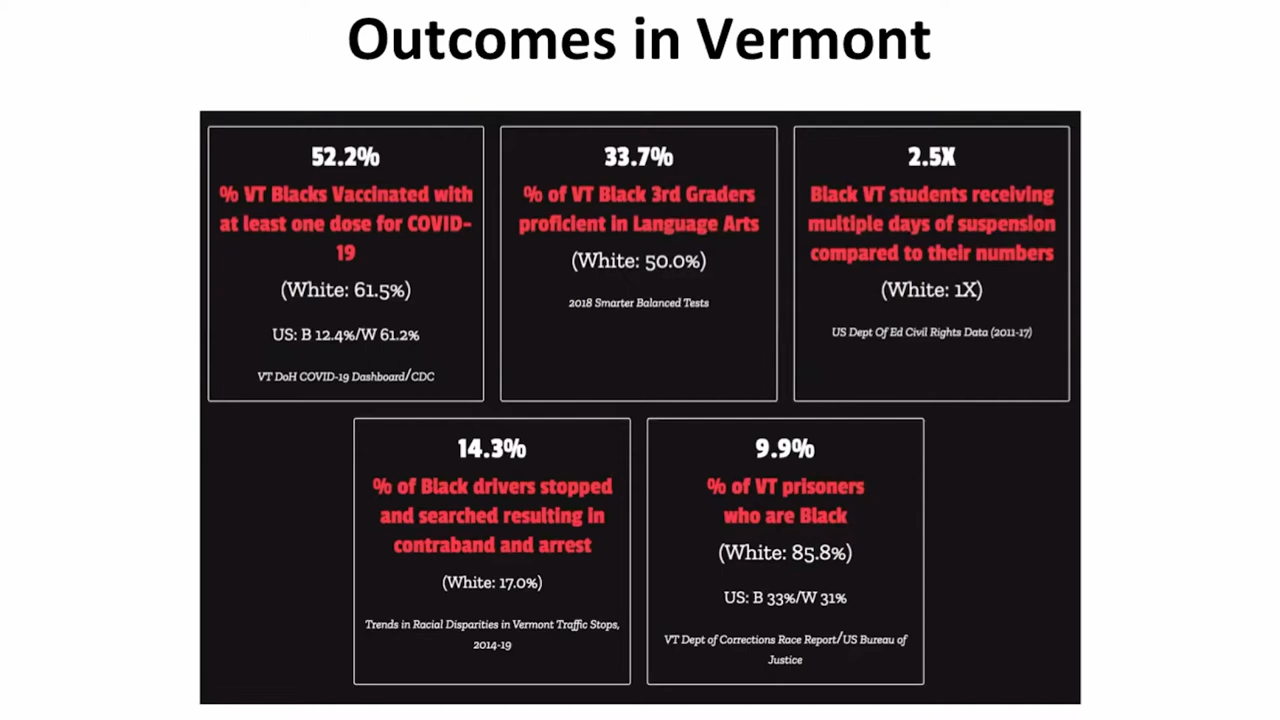 Outcomes in Vermont
52.2%
% VT Blacks Vaccinated with
at least one dose for COVID-
19
(White: 61.5%)
US: B 12.4%/W 61.2%
VT DoH COVID-19 Dashboard/CDC
33.7%
% of VT Black 3rd Graders
proficient in Language Arts
(White: 50.0%)
2018 Smarter Balanced Tests
2.5X
Black VT students receiving
multiple days of suspension
compared to their numbers
(White: 1X)
US Dept Of Ed Civil Rights Data (2011-17)
14.3%
% of Black drivers stopped
and searched resulting in
contraband and arrest
(White: 17.0%)
Trends in Racial Disparities in Vermont Traffic Stops,
2014-19
9.9%
% of VT prisoners
who are Black
(White: 85.8%)
US: B 33%/W 31%
VT Dept of Corrections Race Report/US Bureau of
Justice